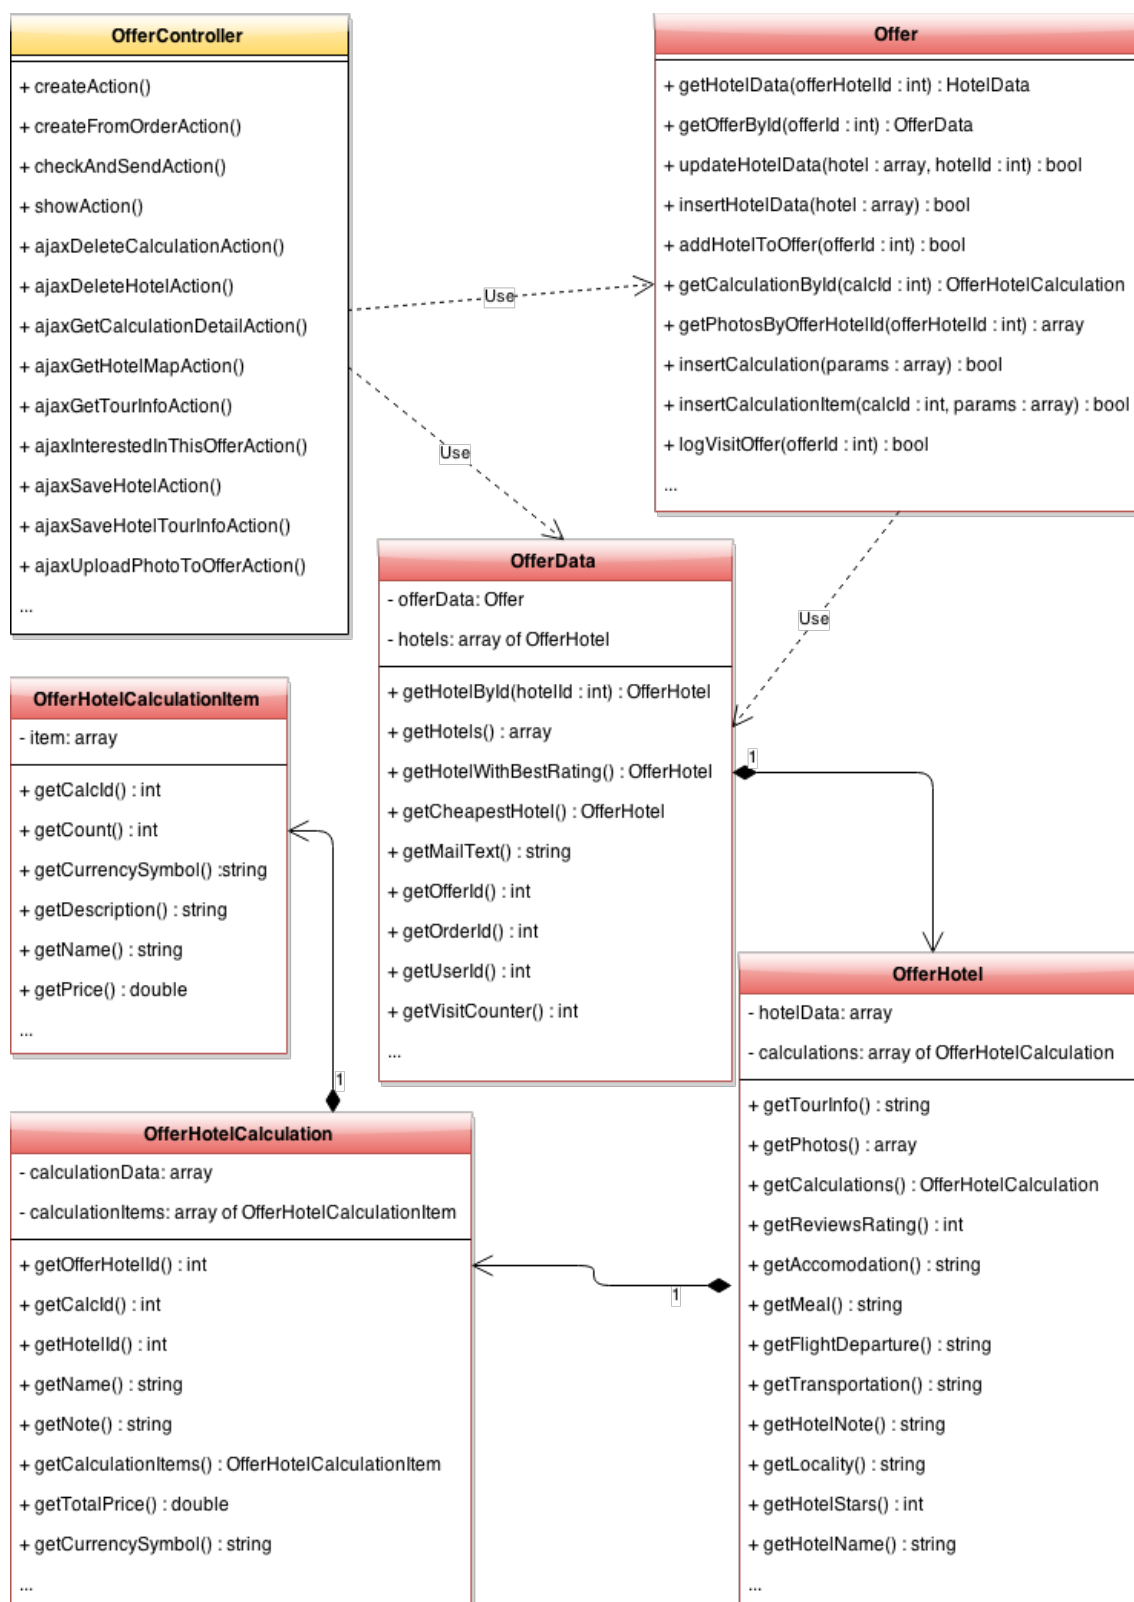 OfferController
+ createAction()
+ createFromOrderAction()
+ checkAndSendAction()
+ showAction()
+ ajaxDeleteCalculationAction()
+ ajaxDeleteHotelAction()
+ ajaxGetCalculationDetailAction()
+ ajaxGetHotelMapAction()
+ ajaxGetTourInfoAction()
+ ajaxInterestedInThisOfferAction()
+ ajaxSaveHotelAction()
+ ajaxSaveHotelTourInfoAction()
+ ajaxUploadPhotoToOfferAction()
...
Use
Use
Offer
+ getHotelData(offerHotelId : int) : HotelData
+ getOfferById(offerId : int) : OfferData
+ updateHotelData(hotel : array, hotelId : int) : bool
+ insertHotelData(hotel : array) : bool
+ addHotelToOffer(offerId : int) : bool
+ getCalculationById(calcId : int) : OfferHotelCalculation
+ getPhotosByOfferHotelId(offerHotelId : int) : array
+ insertCalculation(params : array) : bool
+ insertCalculationItem(calcId : int, params : array) : bool
+ logVisitOffer(offerId : int) : bool
...
Use
OfferData
- offerData: Offer
- hotels: array of OfferHotel
+ getHotelById(hotelId : int) : OfferHotel
+ getHotels() : array
+ getHotelWithBestRating() : OfferHotel
+ getCheapestHotel() : OfferHotel
+ getMailText() : string
+ getOfferId() : int
+ getOrderId() : int
+ getUserId() : int
+ getVisitCounter() : int
...
1
OfferHotelCalculationItem
- item: array
+ getCalcId() : int
+ getCount() : int
+ getCurrencySymbol() :string
+ getDescription() : string
+ getName() : string
+ getPrice() : double
...
1
OfferHotelCalculation
- calculationData: array
- calculationItems: array of OfferHotelCalculationItem
+ getOfferHotelId() : int
+ getCalcId() : int
+ getHotelId() : int
+ getName() : string
+ getNote() : string
+ getCalculationItems() : OfferHotelCalculationItem
+ getTotalPrice() : double
+ getCurrencySymbol() : string
...
1
OfferHotel
- hotelData: array
- calculations: array of OfferHotelCalculation
+ getTourInfo() : string
+ getPhotos() : array
+ getCalculations() : OfferHotelCalculation
+ getReviewsRating() : int
+ getAccomodation() : string
+ getMeal() : string
+ getFlightDeparture() : string
+ getTransportation() : string
+ getHotelNote() : string
+ getLocality() : string
+ getHotelStars() : int
+ getHotelName() : string
...